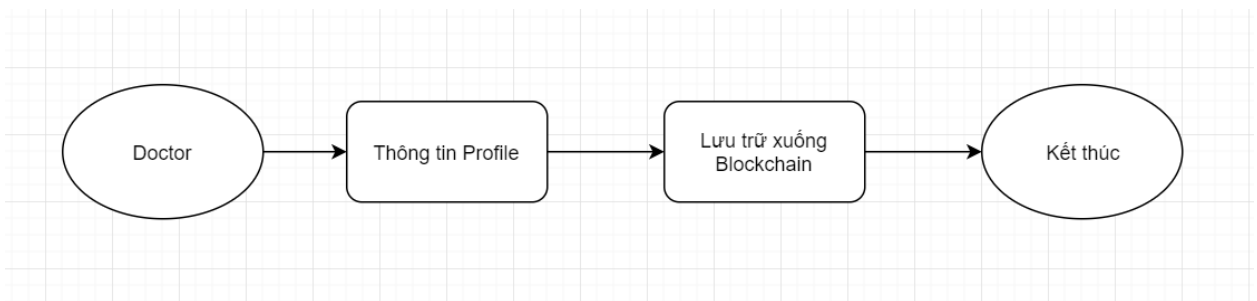 Doctor
Thông tin Profile
Lưu trữ xuống
Blockchain
Kết thúc